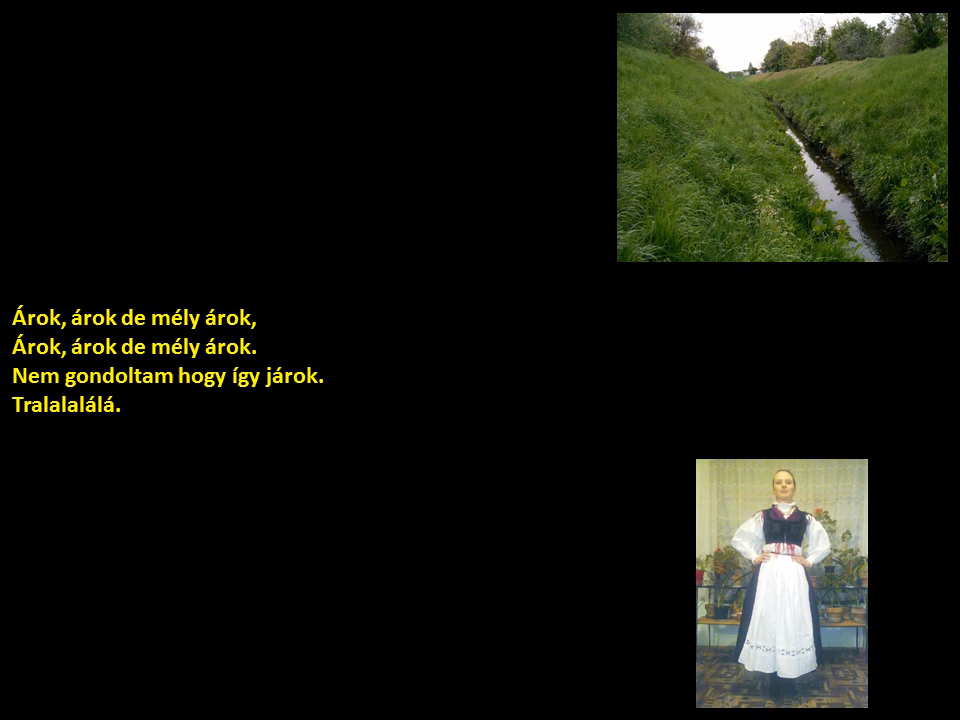 Árok, árok de mély árok,
Árok, árok de mély árok.
Nem gondoltam hogy így járok.
Tralalalálá.